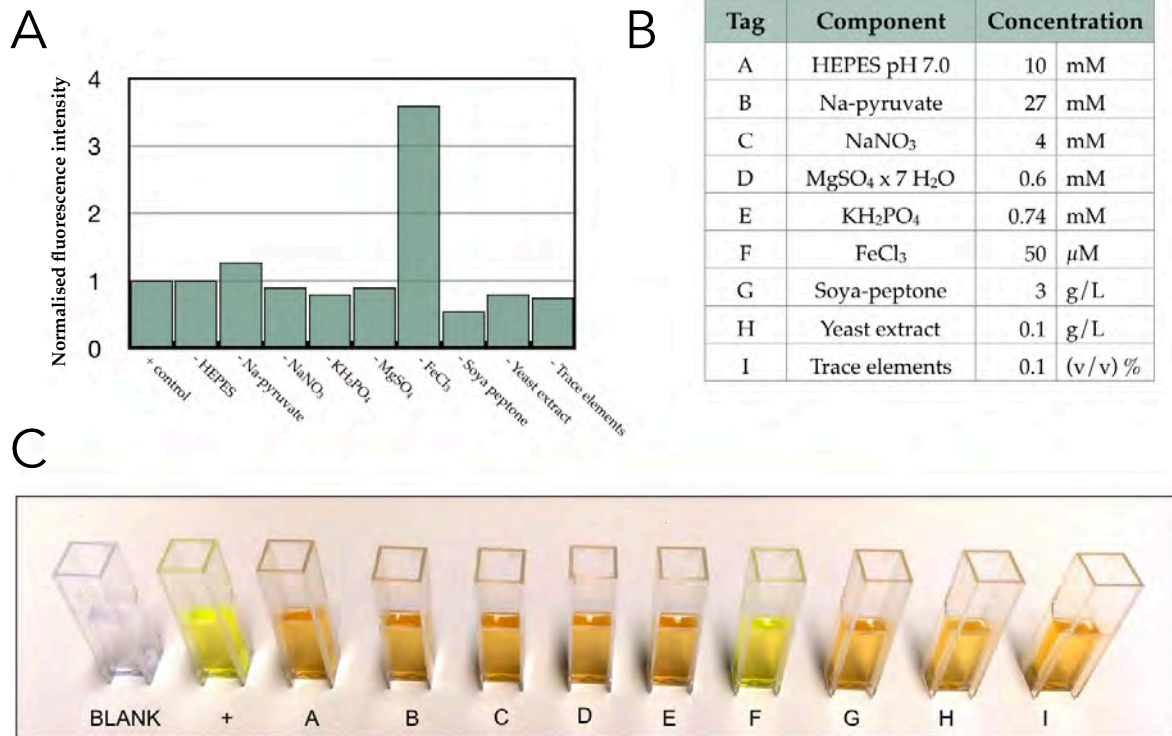 A
Normalised fluorescence intensity
4
3
2
1
0
+ control
- HEPES
- Na-pyruvate
- NaNO₃
- KH₂PO₄
- MgSO₄
- FeCl₃
- Soya peptone
- Yeast extract
- Trace elements
B
Tag Component Concentration
A HEPES pH 7.0 10 mM
B Na-pyruvate 27 mM
C NaNO₃ 4 mM
D MgSO₄ x 7 H₂O 0.6 mM
E KH₂PO₄ 0.74 mM
F FeCl₃ 50 µM
G Soya-peptone 3 g/L
H Yeast extract 0.1 g/L
I Trace elements 0.1 (v/v) %
C
BLANK + A B C D E F G H I